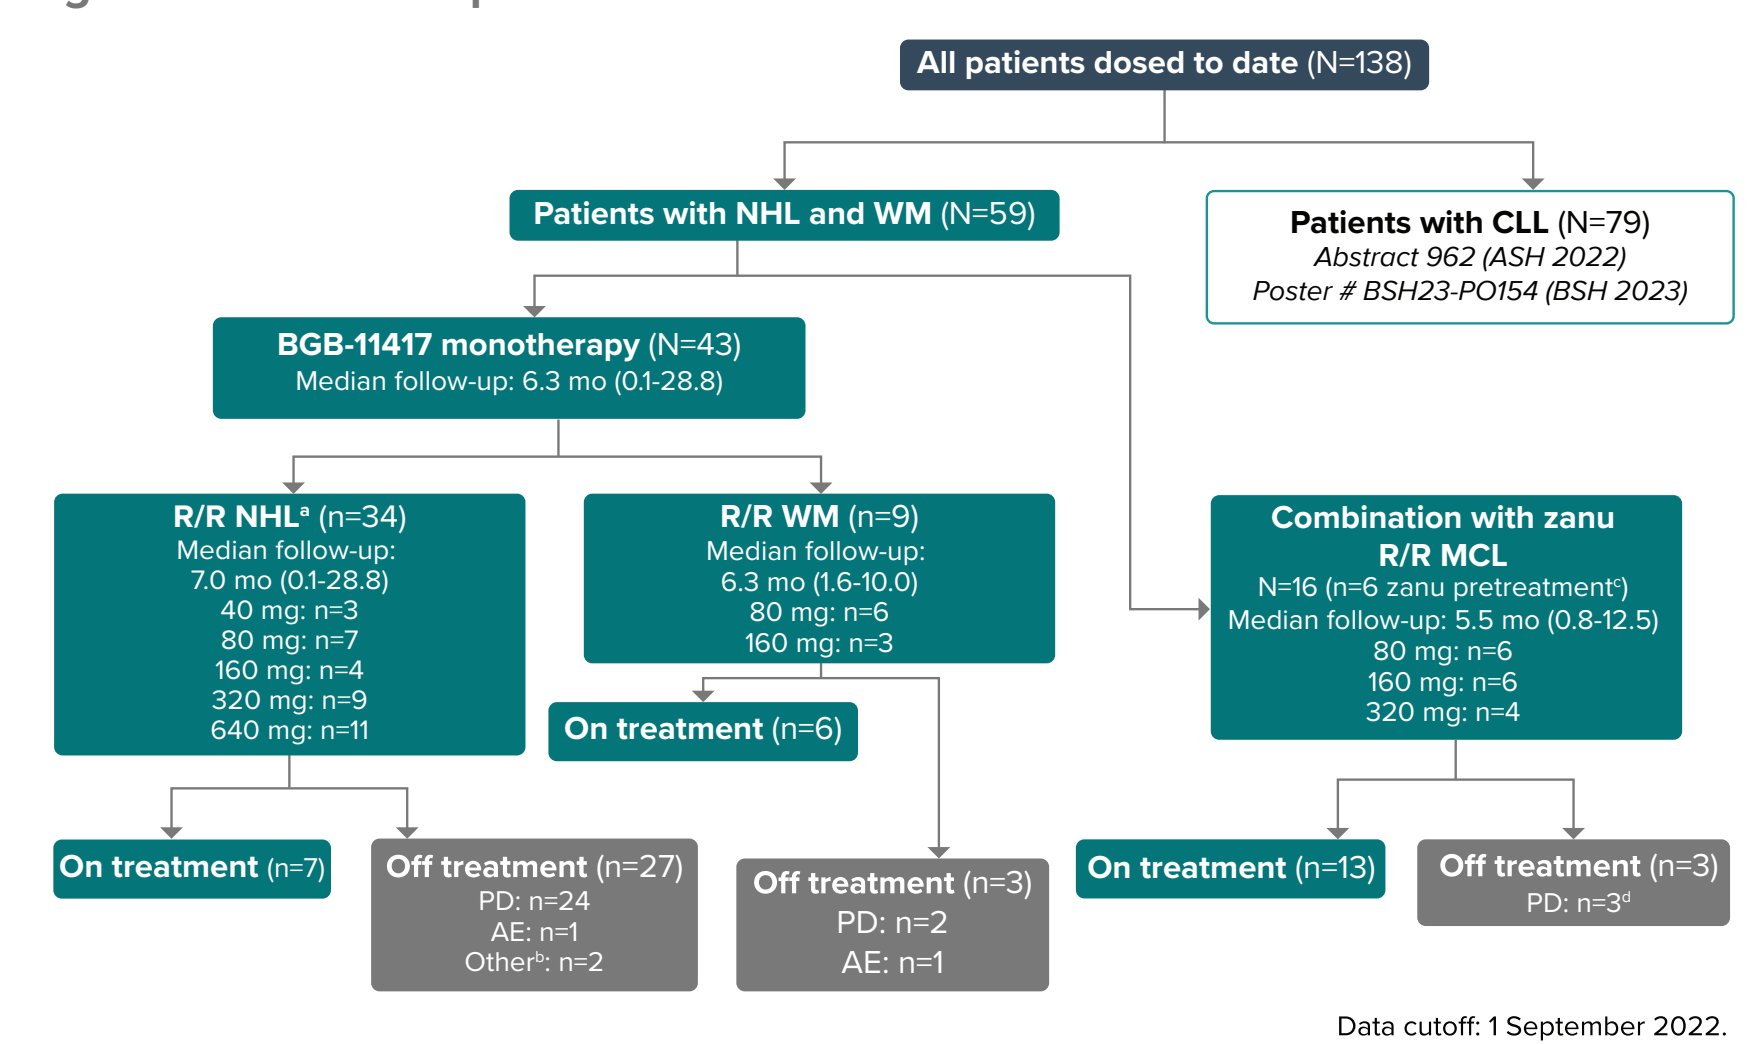 All patients dosed to date (N=138)
Patients with NHL and WM (N=59)
Patients with CLL (N=79)
Abstract 962 (ASH 2022)
Poster # BSH23-PO154 (BSH 2023)
BGB-11417 monotherapy (N=43)
Median follow-up: 6.3 mo (0.1-28.8)
R/R NHLᵃ (n=34)
Median follow-up:
7.0 mo (0.1-28.8)
40 mg: n=3
80 mg: n=7
160 mg: n=4
320 mg: n=9
640 mg: n=11
R/R WM (n=9)
Median follow-up:
6.3 mo (1.6-10.0)
80 mg: n=6
160 mg: n=3
Combination with zanu
R/R MCL
N=16 (n=6 zanu pretreatmentᶜ)
Median follow-up: 5.5 mo (0.8-12.5)
80 mg: n=6
160 mg: n=6
320 mg: n=4
On treatment (n=7)
Off treatment (n=27)
PD: n=24
AE: n=1
Otherᵇ: n=2
On treatment (n=6)
Off treatment (n=3)
PD: n=2
AE: n=1
On treatment (n=13)
Off treatment (n=3)
PD: n=3ᵈ
Data cutoff: 1 September 2022.